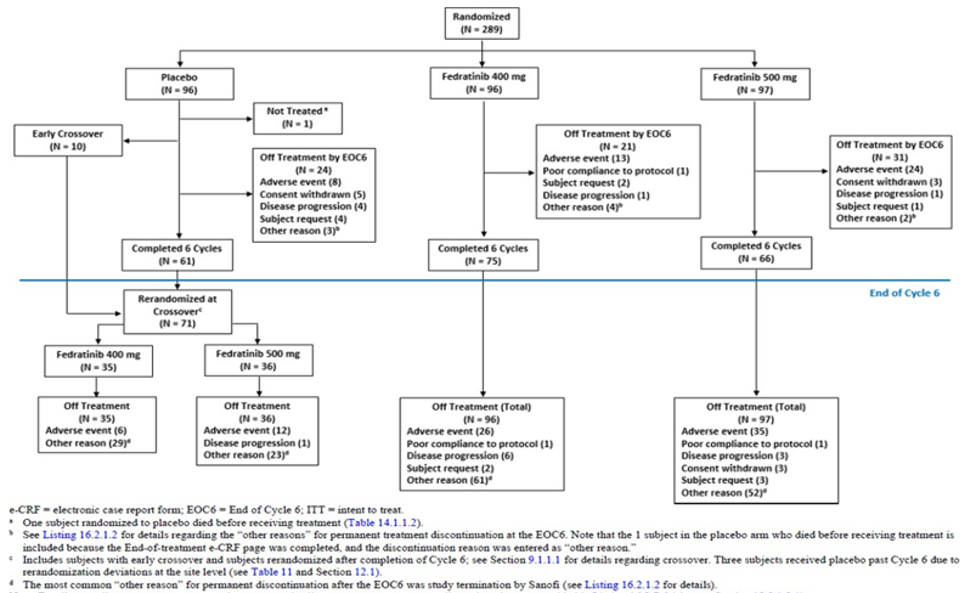 Randomized
(N = 289)
Placebo
(N = 96)
Fedratinib 400 mg
(N = 96)
Fedratinib 500 mg
(N = 97)
Not Treatedᵃ
(N = 1)
Early Crossover
(N = 10)
Off Treatment by EOC6
(N = 24)
Adverse event (8)
Consent withdrawn (5)
Disease progression (4)
Subject request (4)
Other reason (3)ᵇ
Off Treatment by EOC6
(N = 21)
Adverse event (13)
Poor compliance to protocol (1)
Subject request (2)
Disease progression (1)
Other reason (4)ᵇ
Off Treatment by EOC6
(N = 31)
Adverse event (24)
Consent withdrawn (3)
Disease progression (1)
Subject request (1)
Other reason (2)ᵇ
Completed 6 Cycles
(N = 61)
Completed 6 Cycles
(N = 75)
Completed 6 Cycles
(N = 66)
End of Cycle 6
Rerandomized at
Crossoverᶜ
(N = 71)
Fedratinib 400 mg
(N = 35)
Fedratinib 500 mg
(N = 36)
Off Treatment
(N = 35)
Adverse event (6)
Other reason (29)ᵈ
Off Treatment
(N = 36)
Adverse event (12)
Disease progression (1)
Other reason (23)ᵈ
Off Treatment (Total)
(N = 96)
Adverse event (26)
Poor compliance to protocol (1)
Disease progression (6)
Subject request (2)
Other reason (61)ᵈ
Off Treatment (Total)
(N = 97)
Adverse event (35)
Poor compliance to protocol (1)
Disease progression (3)
Consent withdrawn (3)
Subject request (3)
Other reason (52)ᵈ
e-CRF = electronic case report form; EOC6 = End of Cycle 6; ITT = intent to treat.
ᵃ One subject randomized to placebo died before receiving treatment (Table 14.1.1.2).
ᵇ See Listing 16.2.1.2 for details regarding the “other reasons” for permanent treatment discontinuation at the EOC6. Note that the 1 subject in the placebo arm who died before receiving treatment is
included because the End-of-treatment e-CRF page was completed, and the discontinuation reason was entered as “other reason.”
ᶜ Includes subjects with early crossover and subjects rerandomized after completion of Cycle 6; see Section 9.1.1.1 for details regarding crossover. Three subjects received placebo past Cycle 6 due to
rerandomization deviations at the site level (see Table 11 and Section 12.1).
ᵈ The most common “other reason” for permanent discontinuation after the EOC6 was study termination by Sanofi (see Listing 16.2.1.2 for details).